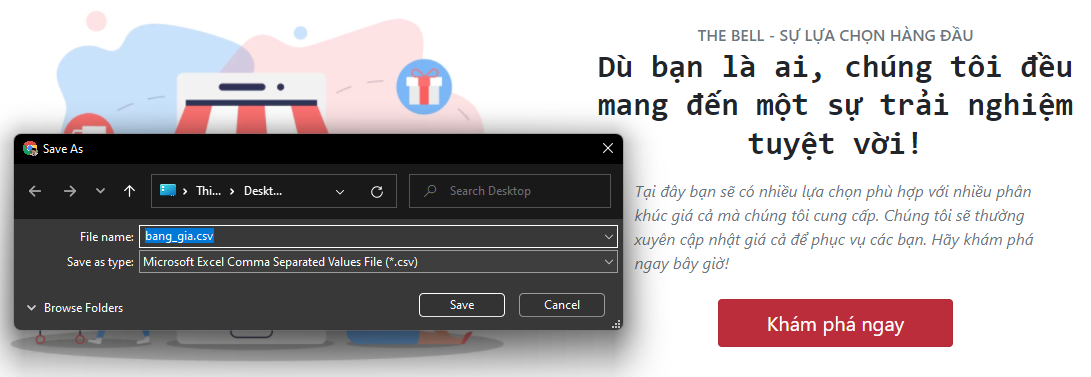 THE BELL - SỰ LỰA CHỌN HÀNG ĐẦU
Dù bạn là ai, chúng tôi đều
mang đến một sự trải nghiệm
tuyệt vời!
Tại đây bạn sẽ có nhiều lựa chọn phù hợp với nhiều phân
khúc giá cả mà chúng tôi cung cấp. Chúng tôi sẽ thường
xuyên cập nhật giá cả để phục vụ các bạn. Hãy khám phá
ngay bây giờ!
Khám phá ngay
Save As
Thi... Deskt...
Search Desktop
File name: bang_gia.csv
Save as type: Microsoft Excel Comma Separated Values File (*.csv)
Browse Folders
Save
Cancel